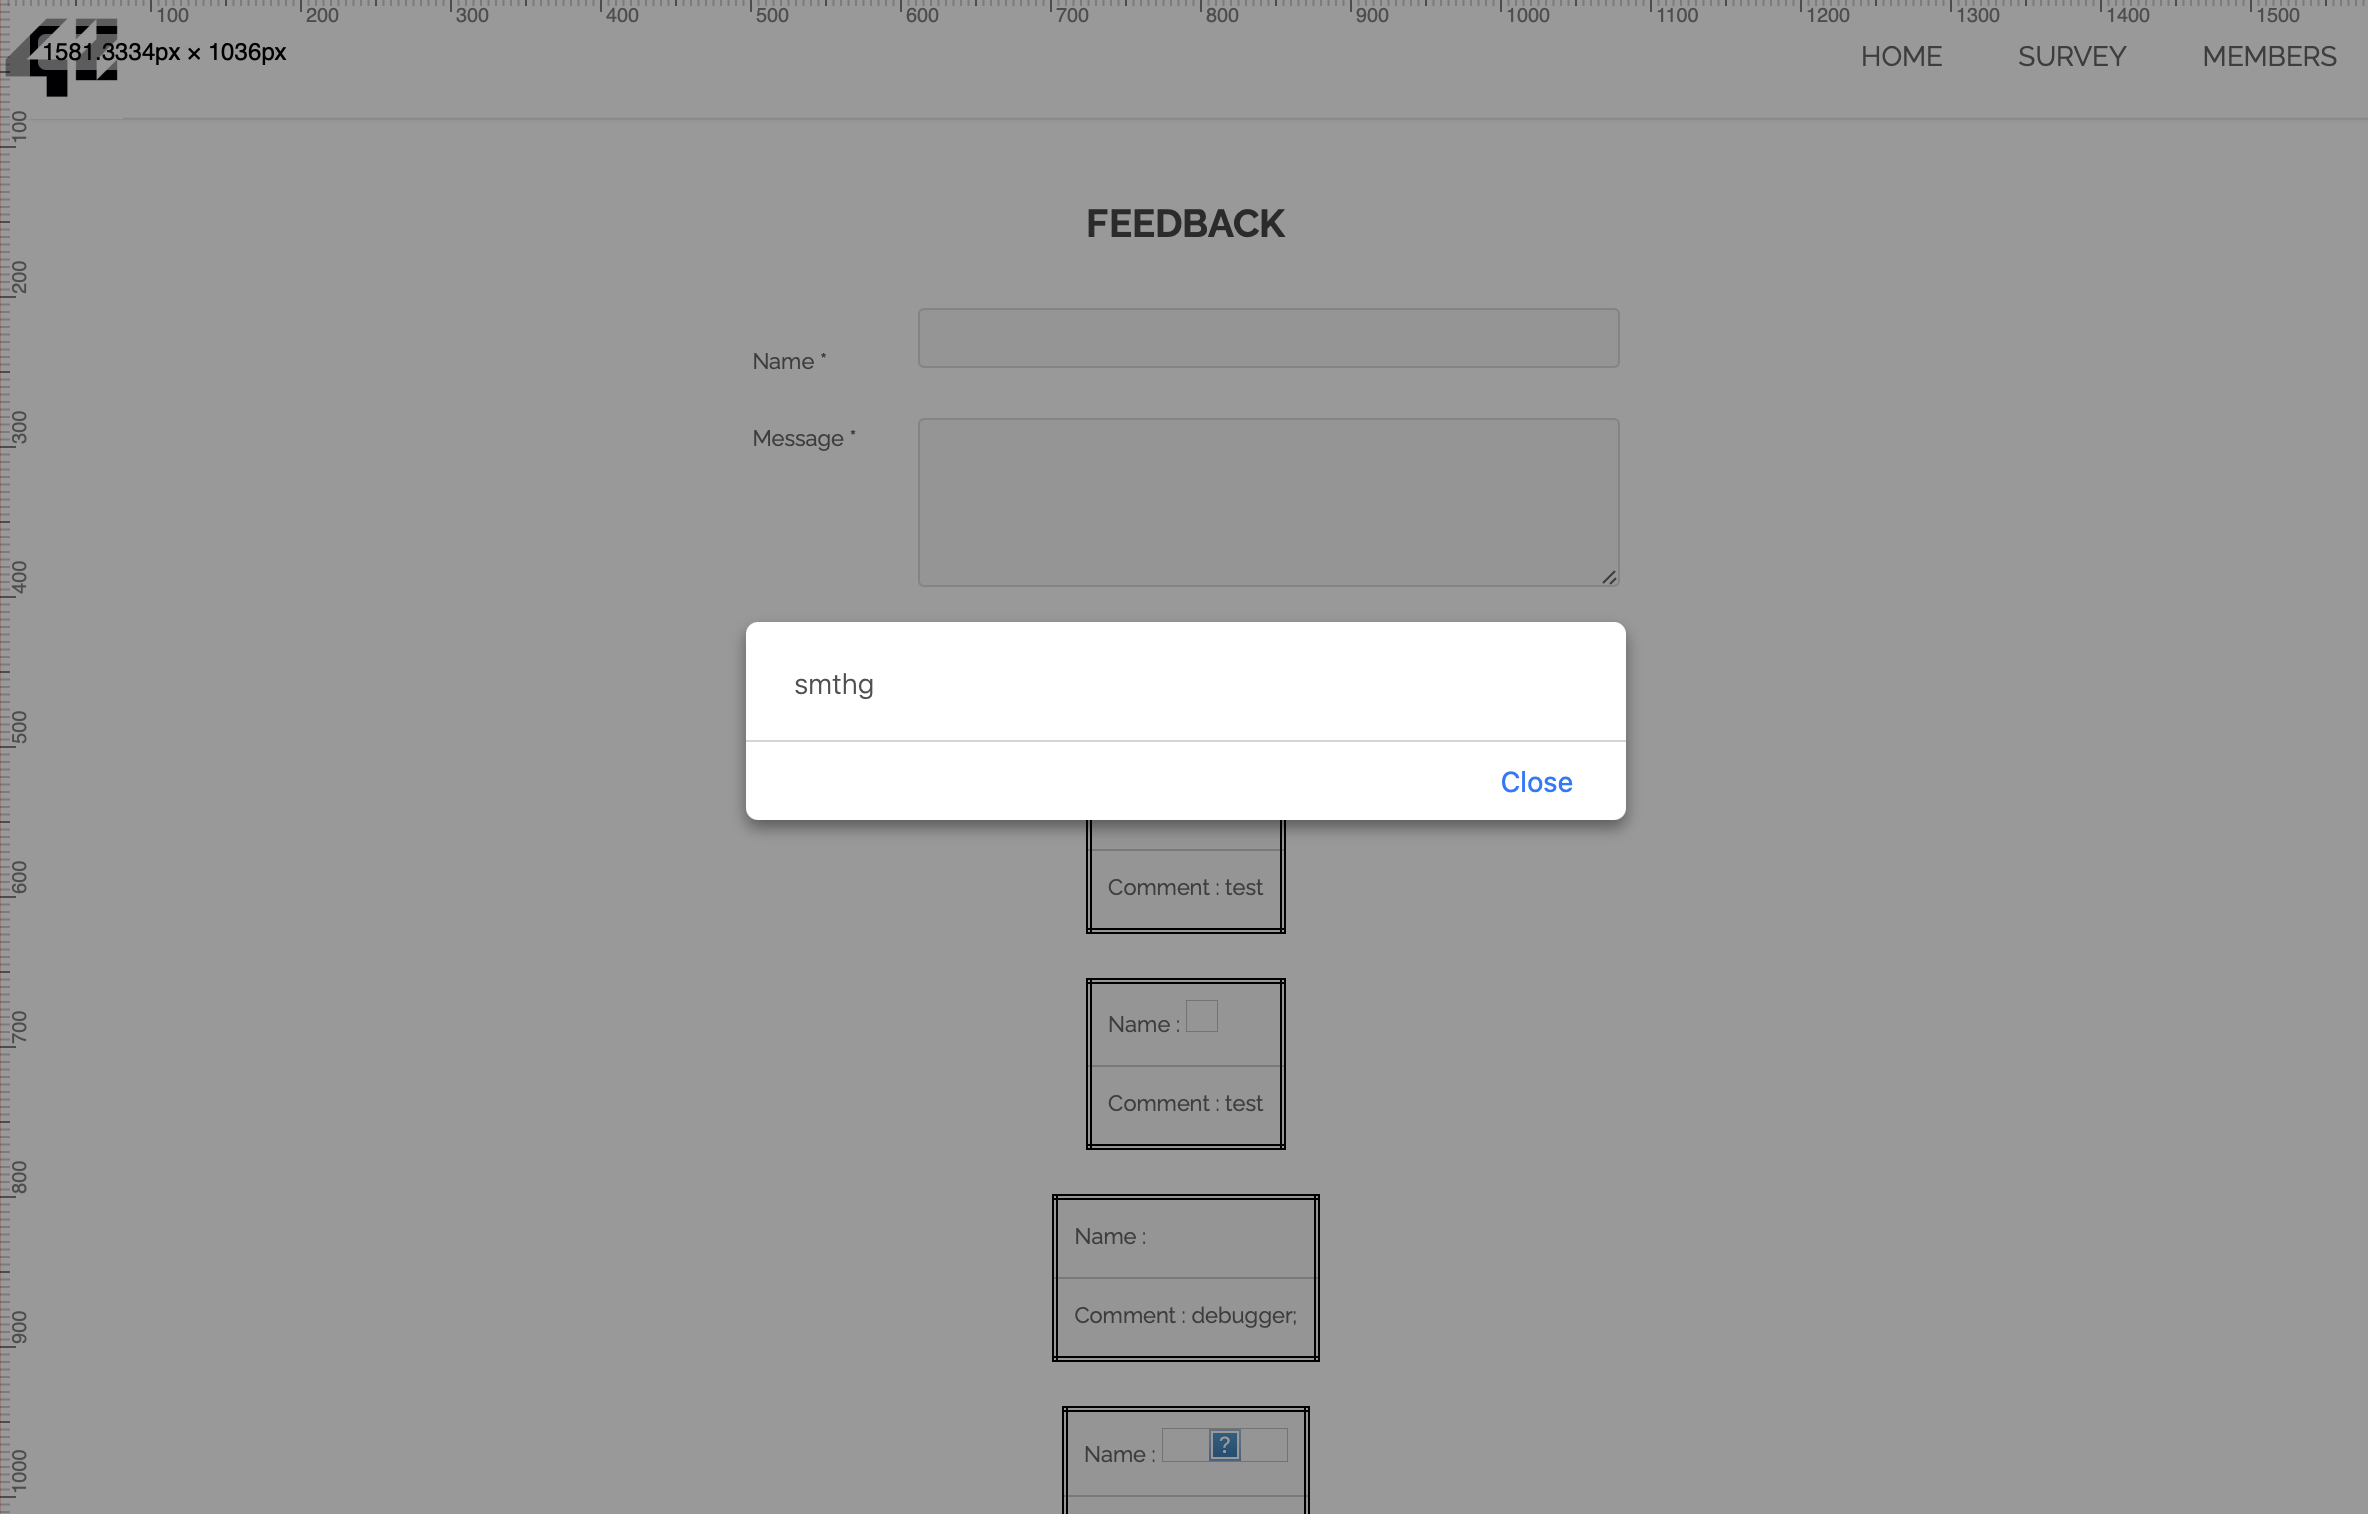 100 200 300 400 500 600 700 800 900 1000 1100 1200 1300 1400 1500
42
1581.3334px × 1036px
HOME SURVEY MEMBERS
100
200
300
400
500
600
700
800
900
1000
FEEDBACK
Name *
Message *
smthg
Close
Comment : test
Name :
Comment : test
Name :
Comment : debugger;
Name : ?